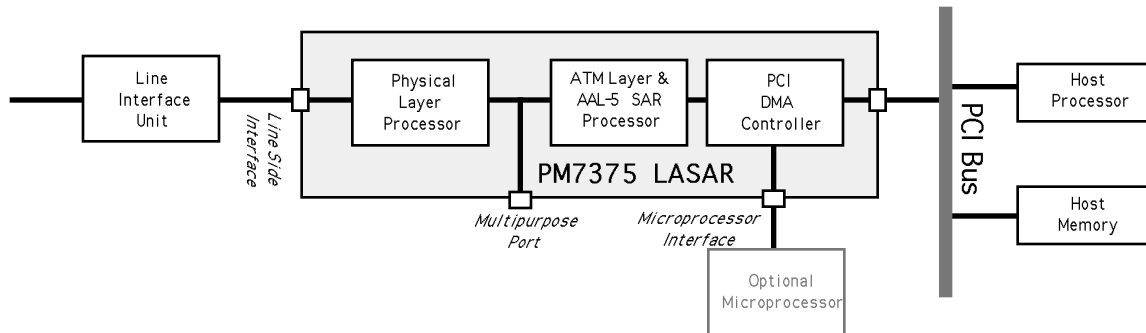 Line
Interface
Unit
Line Side
Interface
Physical
Layer
Processor
ATM Layer &
AAL-5 SAR
Processor
PCI
DMA
Controller
PM7375 LASAR
Multipurpose
Port
Microprocessor
Interface
Optional
Microprocessor
PCI Bus
Host
Processor
Host
Memory